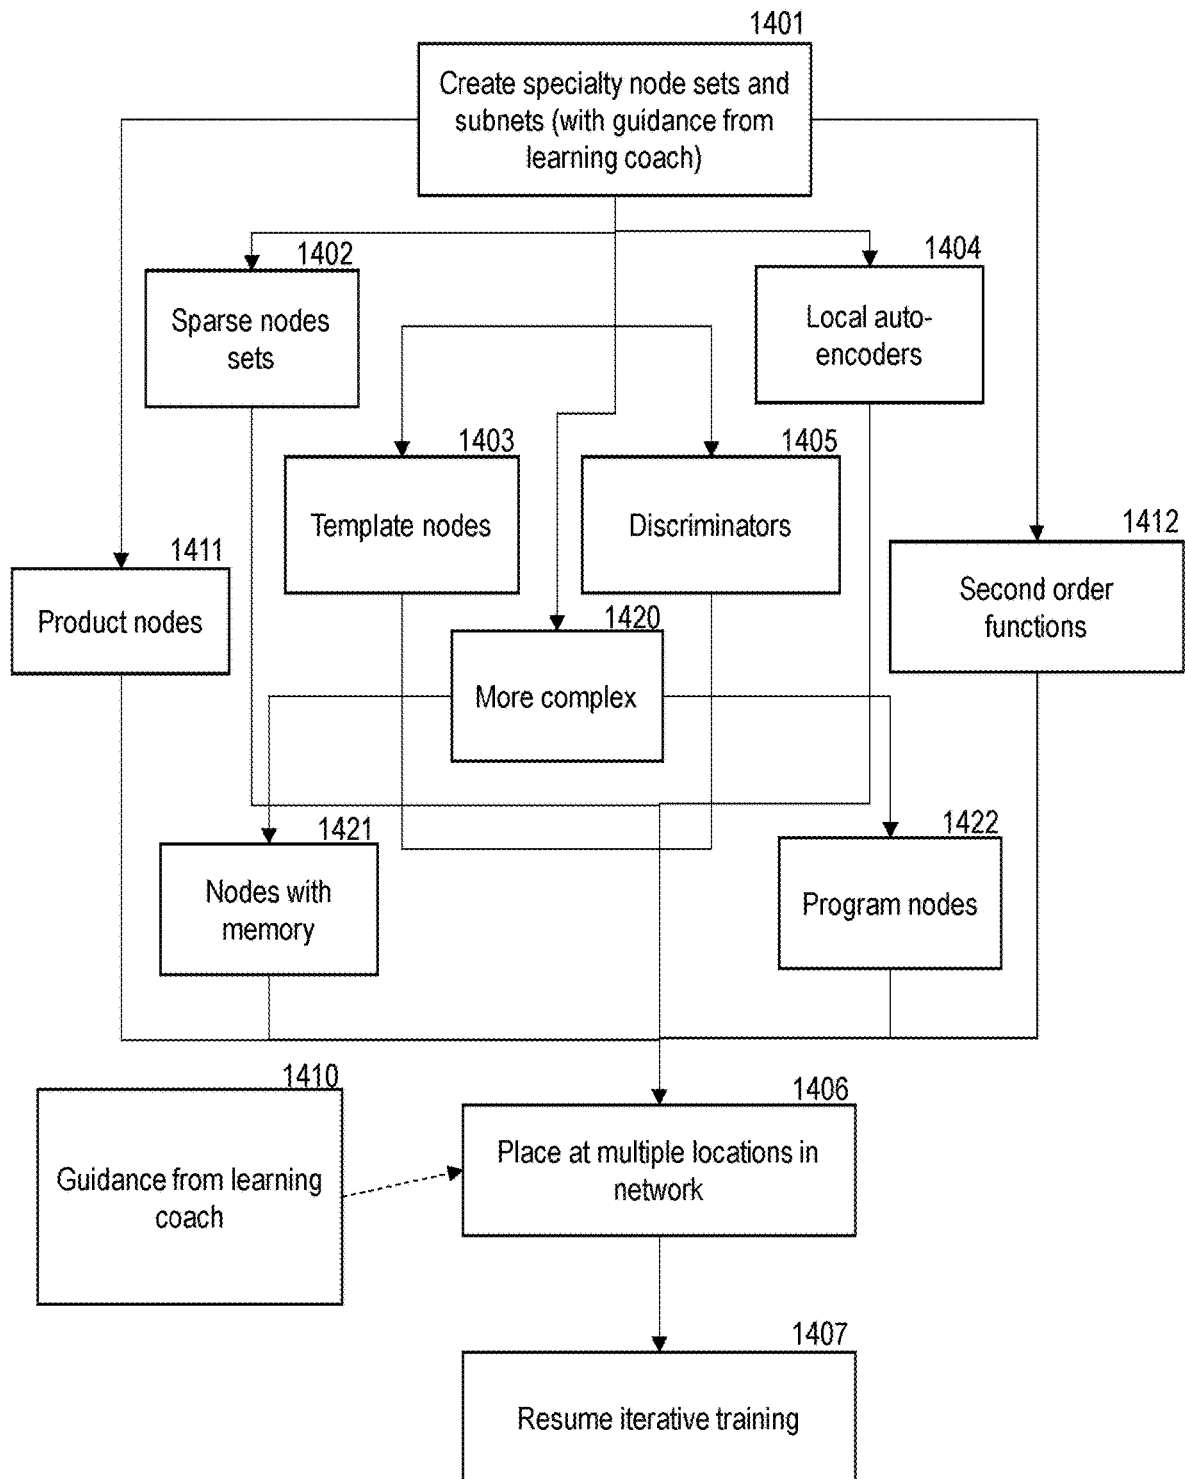 1401
Create specialty node sets and
subnets (with guidance from
learning coach)
1402
Sparse nodes
sets
1404
Local auto-
encoders
1403
Template nodes
1405
Discriminators
1411
Product nodes
1412
Second order
functions
1420
More complex
1421
Nodes with
memory
1422
Program nodes
1410
Guidance from learning
coach
1406
Place at multiple locations in
network
1407
Resume iterative training